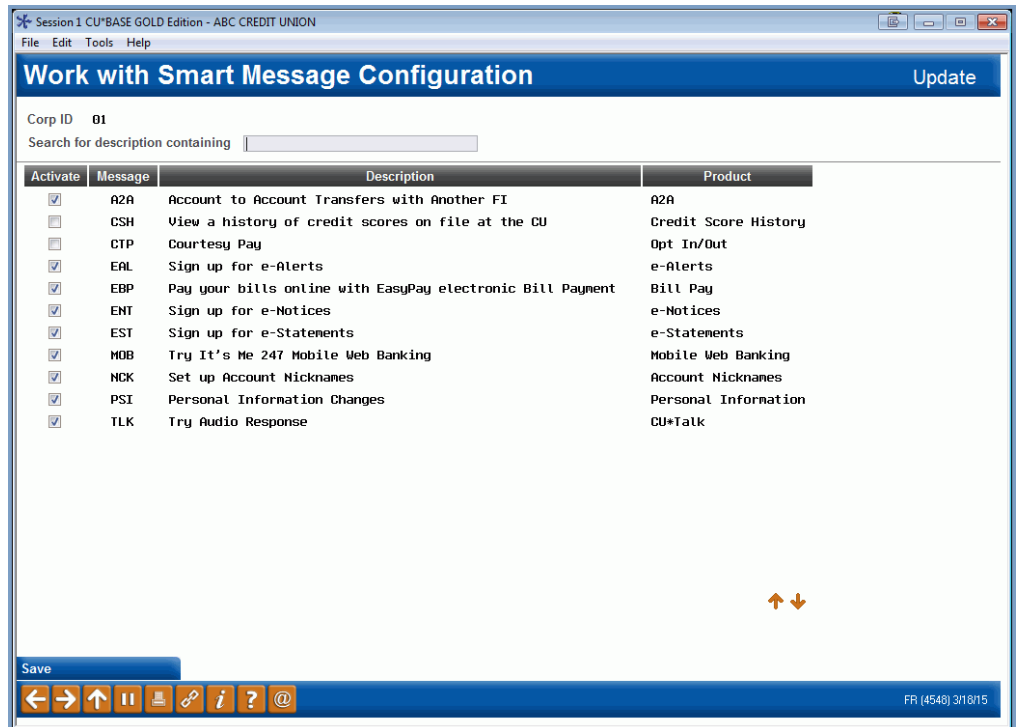 Session 1 CU*BASE GOLD Edition - ABC CREDIT UNION
File Edit Tools Help
Work with Smart Message Configuration Update
Corp ID 01
Search for description containing
Activate Message Description Product
A2A Account to Account Transfers with Another FI A2A
CSH View a history of credit scores on file at the CU Credit Score History
CTP Courtesy Pay Opt In/Out
EAL Sign up for e-Alerts e-Alerts
EBP Pay your bills online with EasyPay electronic Bill Payment Bill Pay
ENT Sign up for e-Notices e-Notices
EST Sign up for e-Statements e-Statements
MOB Try It's Me 247 Mobile Web Banking Mobile Web Banking
NCK Set up Account Nicknames Account Nicknames
PSI Personal Information Changes Personal Information
TLK Try Audio Response CU*Talk
Save
i ? @ FR (4548) 3/18/15